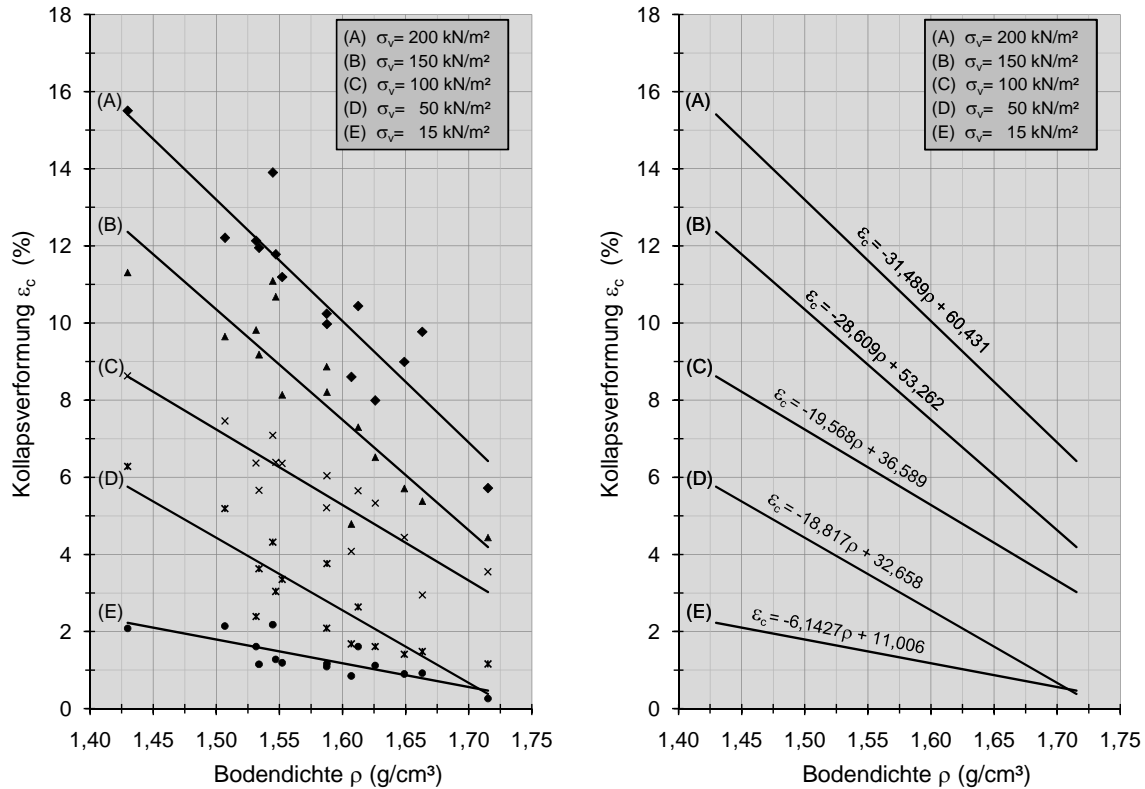 18
16
14
12
10
8
6
4
2
0
Kollapsverformung εc (%)
(A) σv= 200 kN/m²
(B) σv= 150 kN/m²
(C) σv= 100 kN/m²
(D) σv= 50 kN/m²
(E) σv= 15 kN/m²
(A)
(B)
(C)
(D)
(E)
1,40 1,45 1,50 1,55 1,60 1,65 1,70 1,75
Bodendichte ρ (g/cm³)
18
16
14
12
10
8
6
4
2
0
Kollapsverformung εc (%)
(A) σv= 200 kN/m²
(B) σv= 150 kN/m²
(C) σv= 100 kN/m²
(D) σv= 50 kN/m²
(E) σv= 15 kN/m²
(A)
εc = -31,489ρ + 60,431
(B)
εc = -28,609ρ + 53,262
(C)
εc = -19,568ρ + 36,589
(D)
εc = -18,817ρ + 32,658
(E)
εc = -6,1427ρ + 11,006
1,40 1,45 1,50 1,55 1,60 1,65 1,70 1,75
Bodendichte ρ (g/cm³)